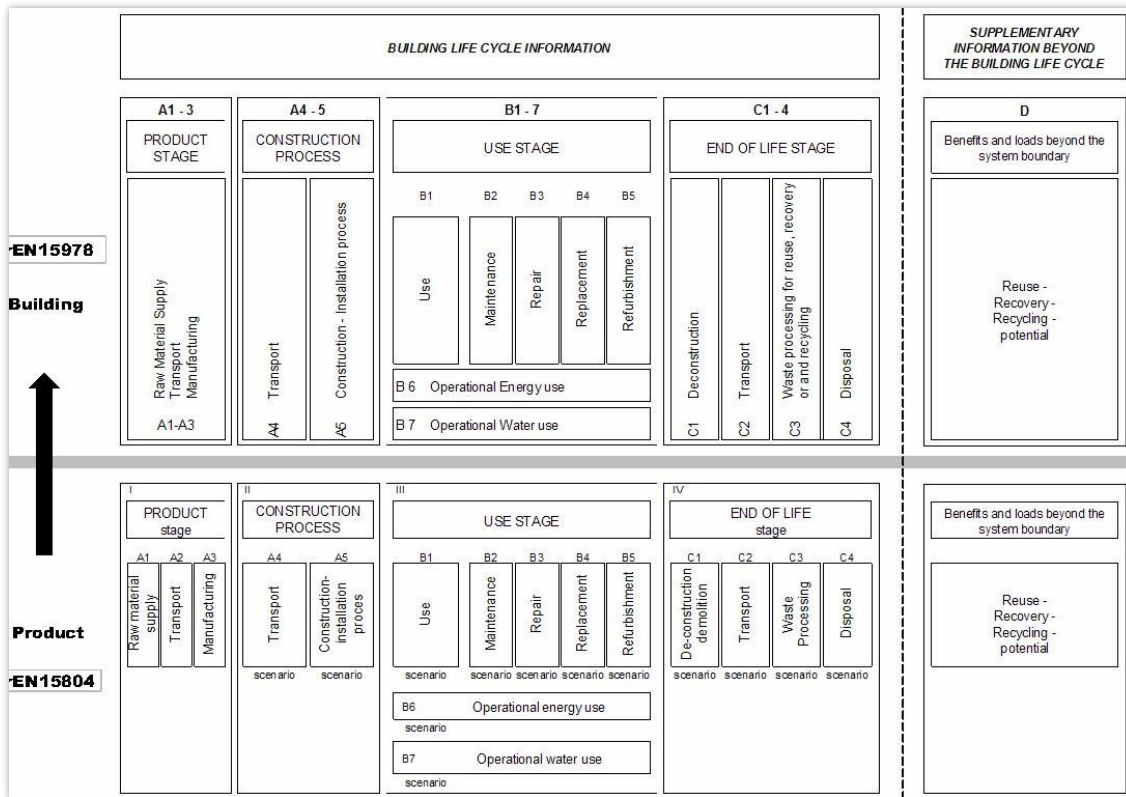 BUILDING LIFE CYCLE INFORMATION
SUPPLEMENTARY
INFORMATION BEYOND
THE BUILDING LIFE CYCLE
A1 - 3
A4 - 5
B1 - 7
C1 - 4
D
PRODUCT
STAGE
CONSTRUCTION
PROCESS
USE STAGE
END OF LIFE STAGE
Benefits and loads beyond the
system boundary
rEN15978
Building
Raw Material Supply
Transport
Manufacturing
A1-A3
Transport
A4
Construction - Installation process
A5
B1
B2
B3
B4
B5
Use
Maintenance
Repair
Replacement
Refurbishment
B 6 Operational Energy use
B 7 Operational Water use
Deconstruction
C1
Transport
C2
Waste processing for reuse, recovery
or and recycling
C3
Disposal
C4
Reuse -
Recovery -
Recycling -
potential
Product
rEN15804
I
PRODUCT
stage
A1
A2
A3
Raw material
supply
Transport
Manufacturing
II
CONSTRUCTION
PROCESS
A4
A5
Transport
Construction-
installation
proces
scenario
scenario
III
USE STAGE
B1
B2
B3
B4
B5
Use
Maintenance
Repair
Replacement
Refurbishment
scenario
scenario
scenario
scenario
scenario
B6 Operational energy use
scenario
B7 Operational water use
scenario
IV
END OF LIFE
stage
C1
C2
C3
C4
De-construction
demolition
Transport
Waste
Processing
Disposal
scenario
scenario
scenario
scenario
Benefits and loads beyond the
system boundary
Reuse -
Recovery -
Recycling -
potential